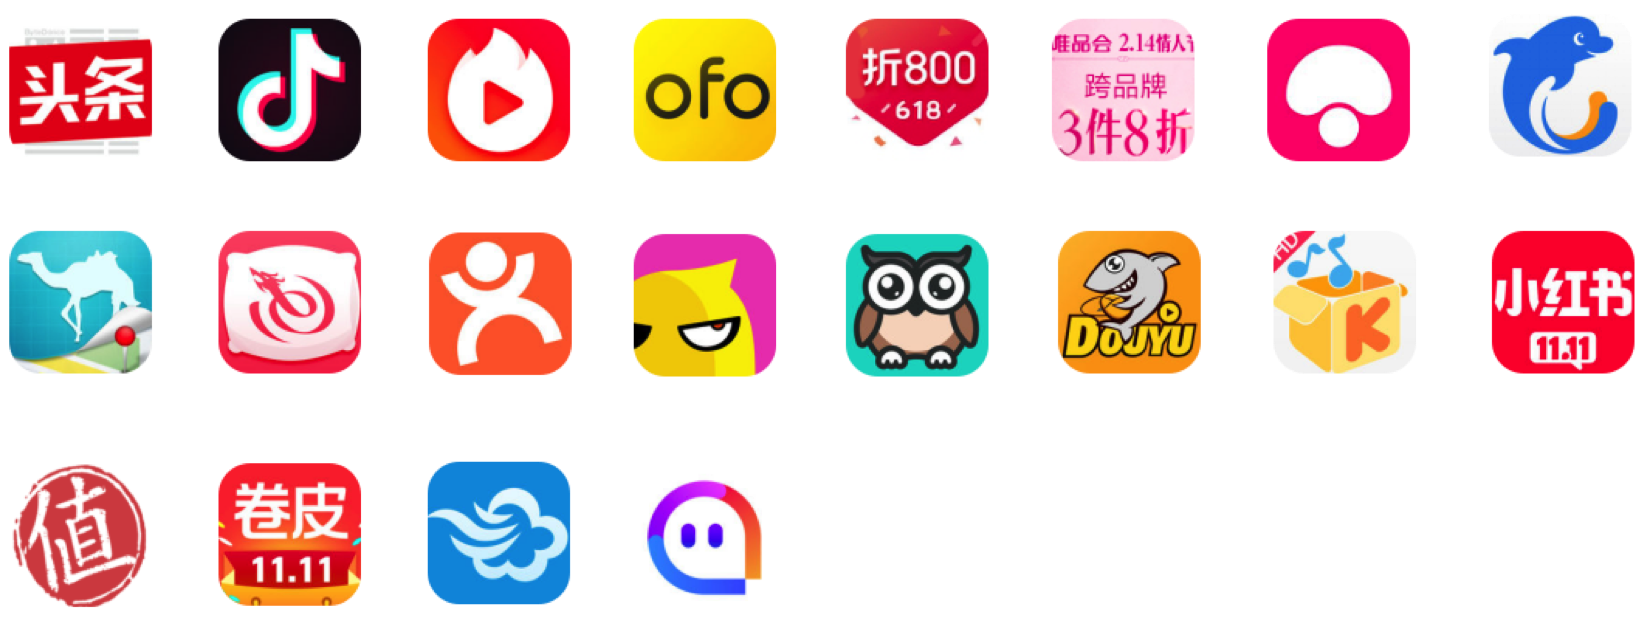 头条
ofo
折800
618
唯品会 2.14情人节
跨品牌
3件8折
DOUYU
HD
K
小红书
11.11
值
卷皮
11.11